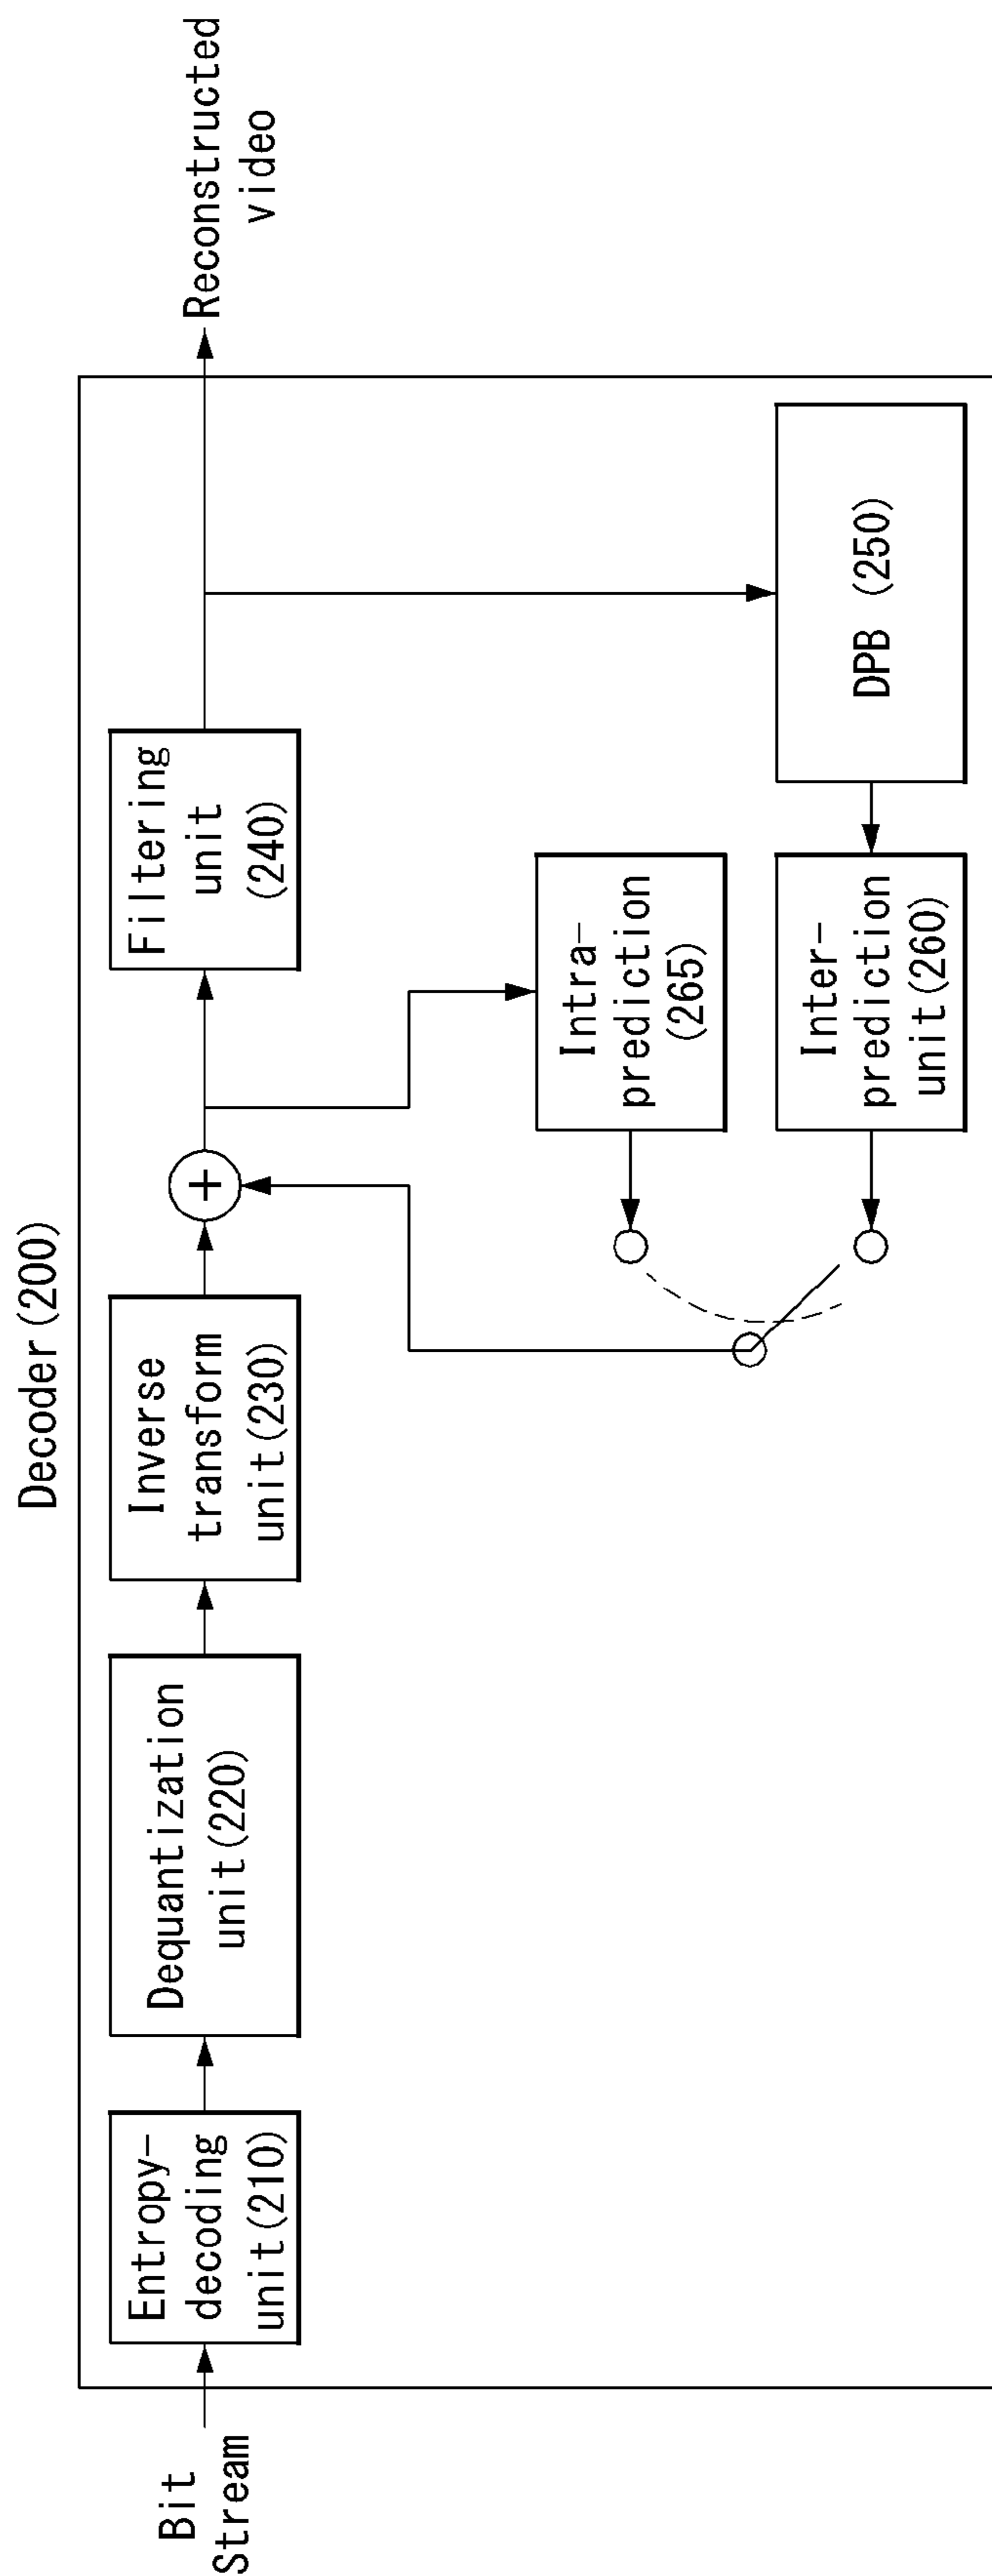 Decoder(200)
Bit
Stream
Entropy-
decoding
unit(210)
Dequantization
unit(220)
Inverse
transform
unit(230)
+
Filtering
unit
(240)
Reconstructed
video
Intra-
prediction
(265)
Inter-
prediction
unit(260)
DPB (250)